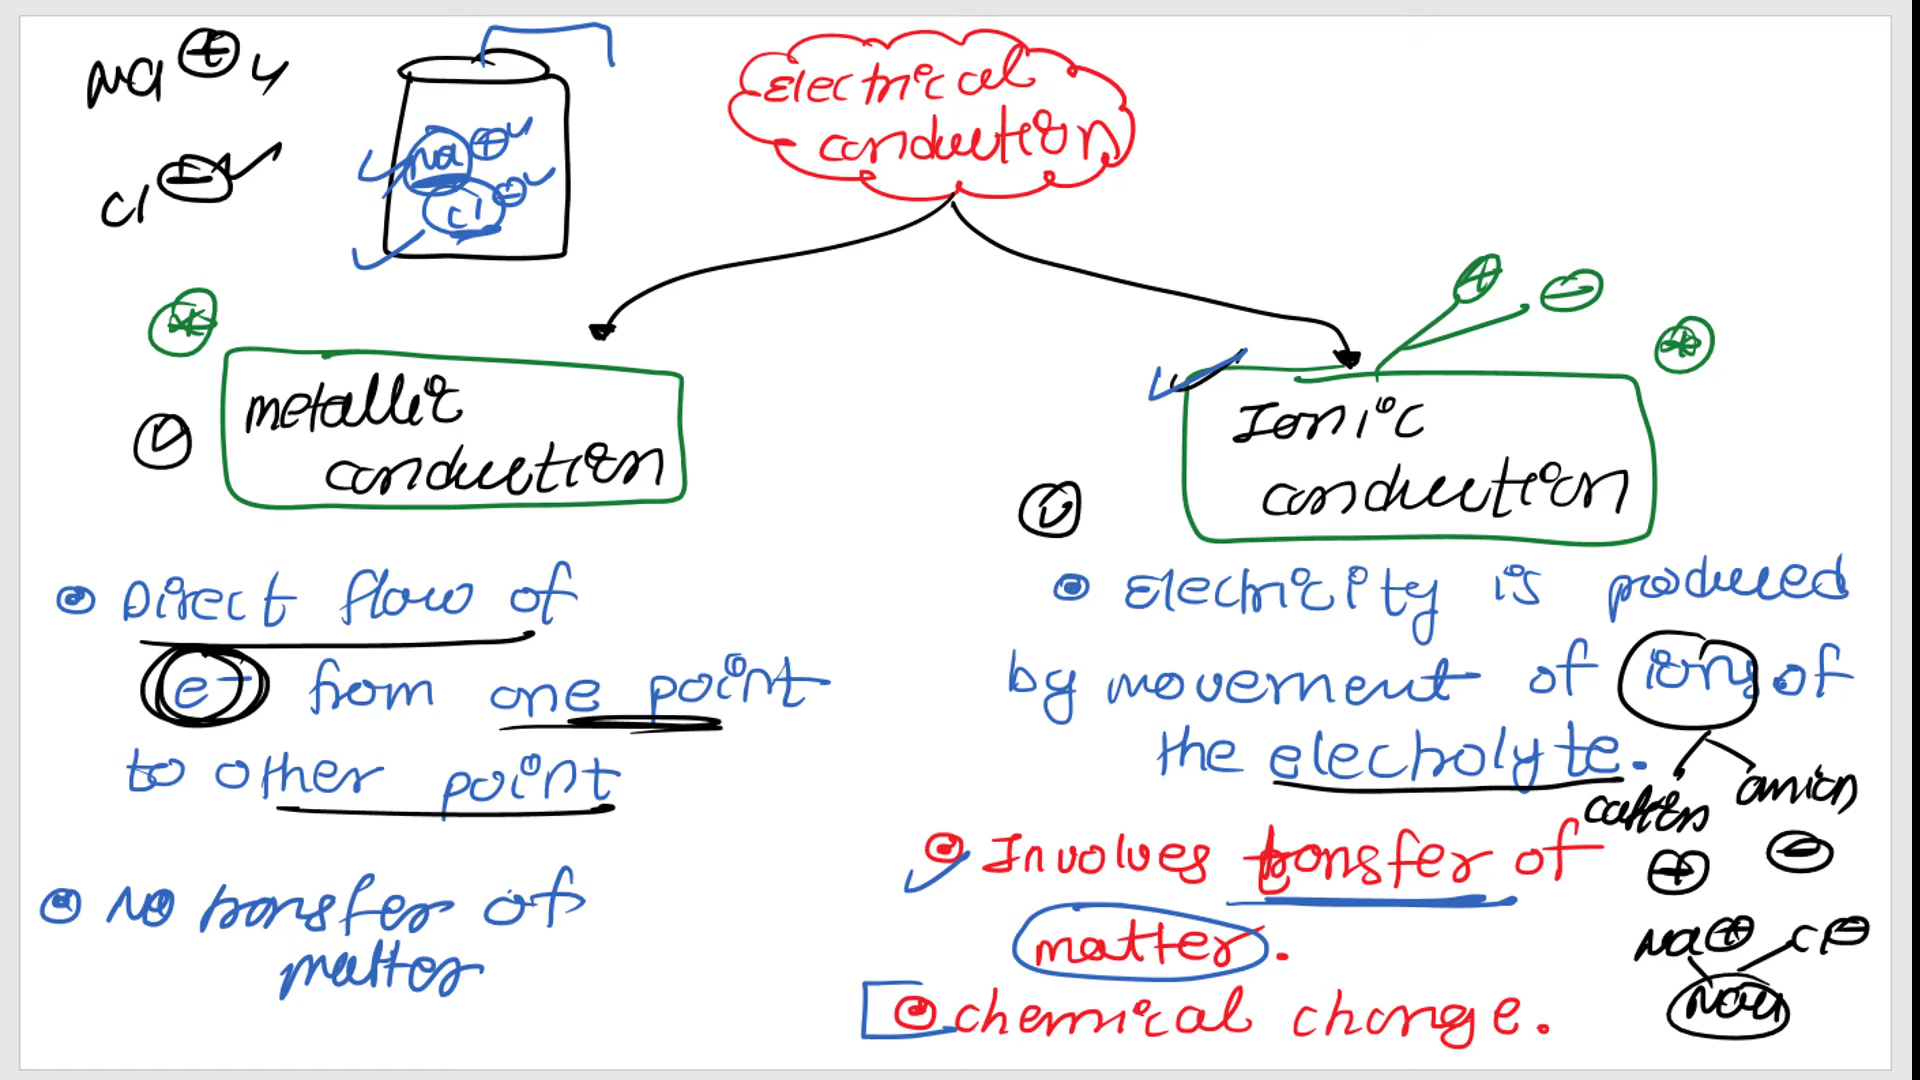 Na⊕
Cl⊖
Na⊕
Cl⊖
Electrical
conduction
⊕ ⊖
metallic
conduction
Ionic
conduction
Direct flow of
e⁻ from one point
to other point
No transfer of
matter
Electricity is produced
by movement of ions of
the electrolyte.
cation anion
⊕ ⊖
Involves transfer of
matter.
Na⊕ Cl⊖
NaCl
chemical change.